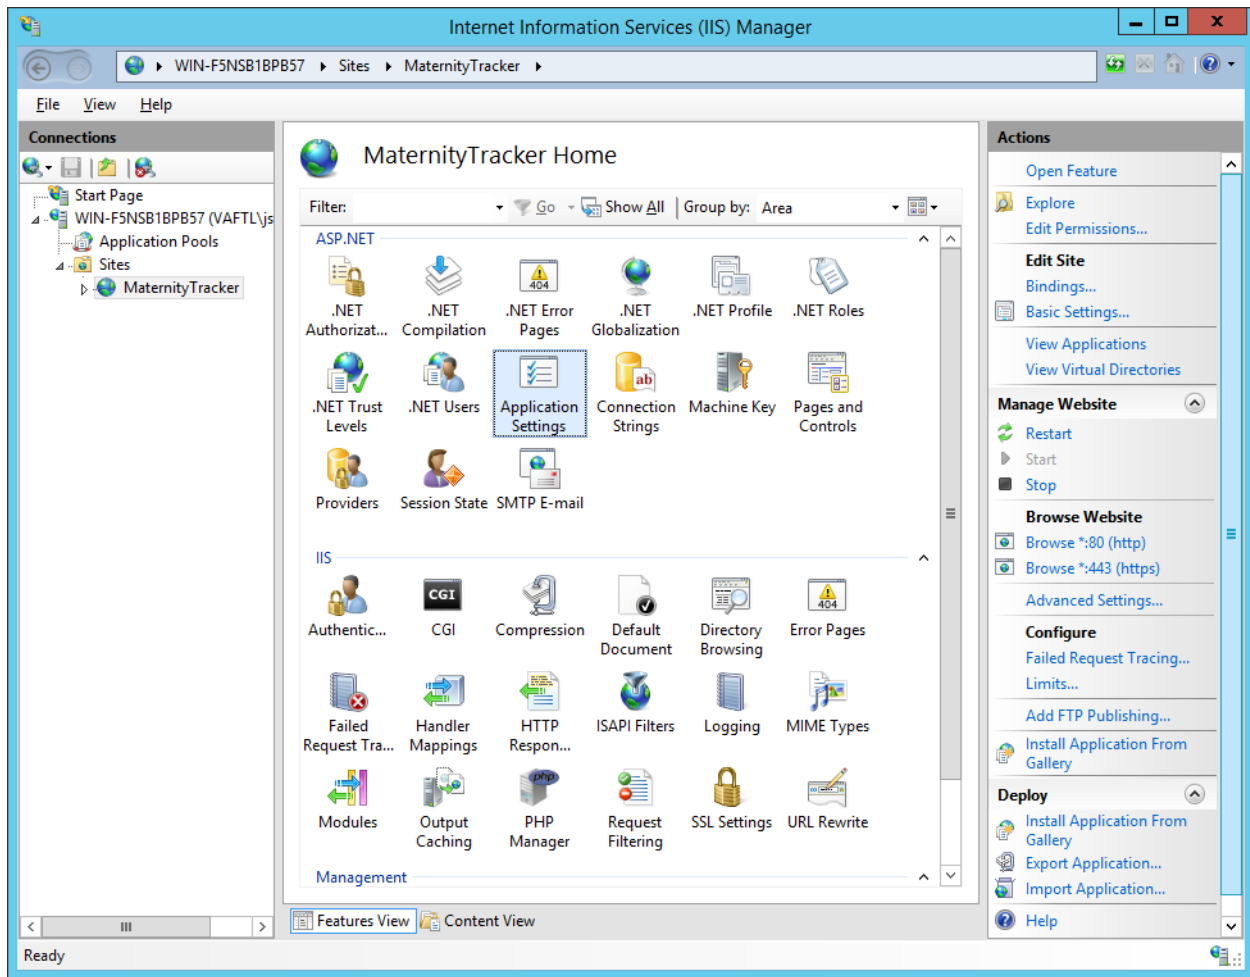 Internet Information Services (IIS) Manager
WIN-F5NSB1BPB57 Sites MaternityTracker
File View Help
Connections
Start Page
WIN-F5NSB1BPB57 (VAFTL\js
Application Pools
Sites
MaternityTracker
MaternityTracker Home
Filter: Go Show All Group by: Area
ASP.NET
.NET Authorizat...
.NET Compilation
404
.NET Error Pages
.NET Globalization
.NET Profile
.NET Roles
.NET Trust Levels
.NET Users
Application Settings
ab
Connection Strings
Machine Key
Pages and Controls
Providers
Session State
SMTP E-mail
IIS
Authentic...
CGI
CGI
Compression
Default Document
Directory Browsing
404
Error Pages
Failed Request Tra...
Handler Mappings
HTTP Respon...
ISAPI Filters
Logging
MIME Types
Modules
Output Caching
php
PHP Manager
Request Filtering
SSL Settings
URL Rewrite
Management
Features View Content View
Actions
Open Feature
Explore
Edit Permissions...
Edit Site
Bindings...
Basic Settings...
View Applications
View Virtual Directories
Manage Website
Restart
Start
Stop
Browse Website
Browse *:80 (http)
Browse *:443 (https)
Advanced Settings...
Configure
Failed Request Tracing...
Limits...
Add FTP Publishing...
Install Application From
Gallery
Deploy
Install Application From
Gallery
Export Application...
Import Application...
Help
Ready